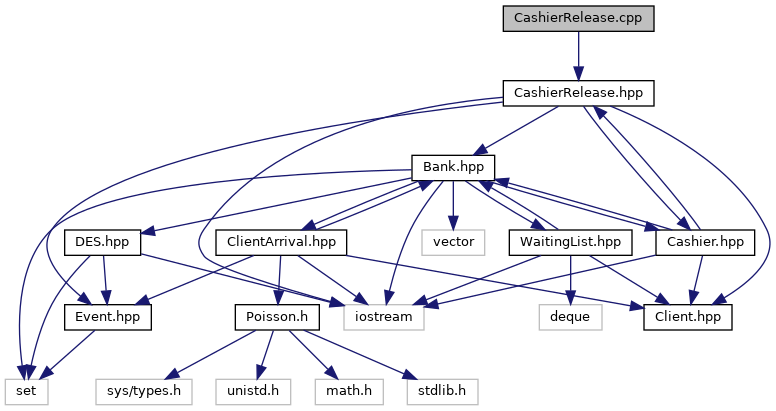 CashierRelease.cpp
CashierRelease.hpp
Bank.hpp
DES.hpp
ClientArrival.hpp
vector
WaitingList.hpp
Cashier.hpp
Event.hpp
Poisson.h
iostream
deque
Client.hpp
set
sys/types.h
unistd.h
math.h
stdlib.h